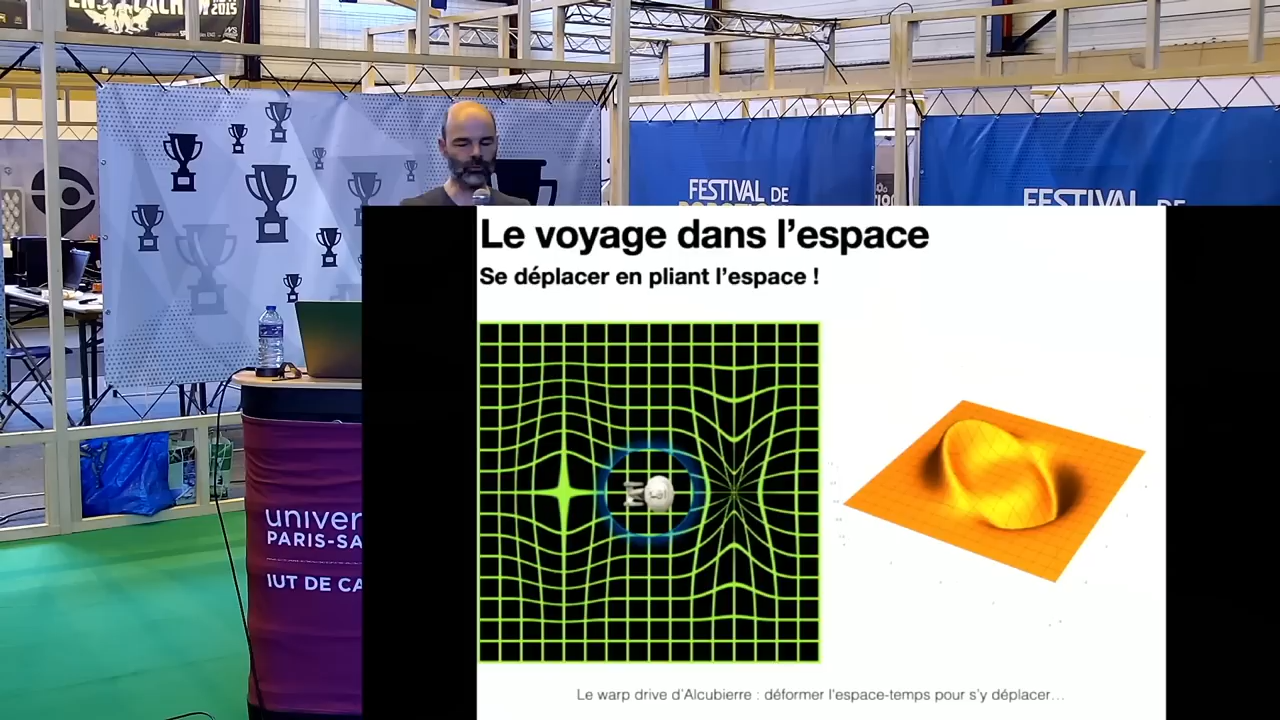 2015
FESTIVAL DE
FESTIVAL DE
Le voyage dans l'espace
Se déplacer en pliant l'espace !
univer
PARIS-SA
IUT DE CA
Le warp drive d'Alcubierre : déformer l'espace-temps pour s'y déplacer…